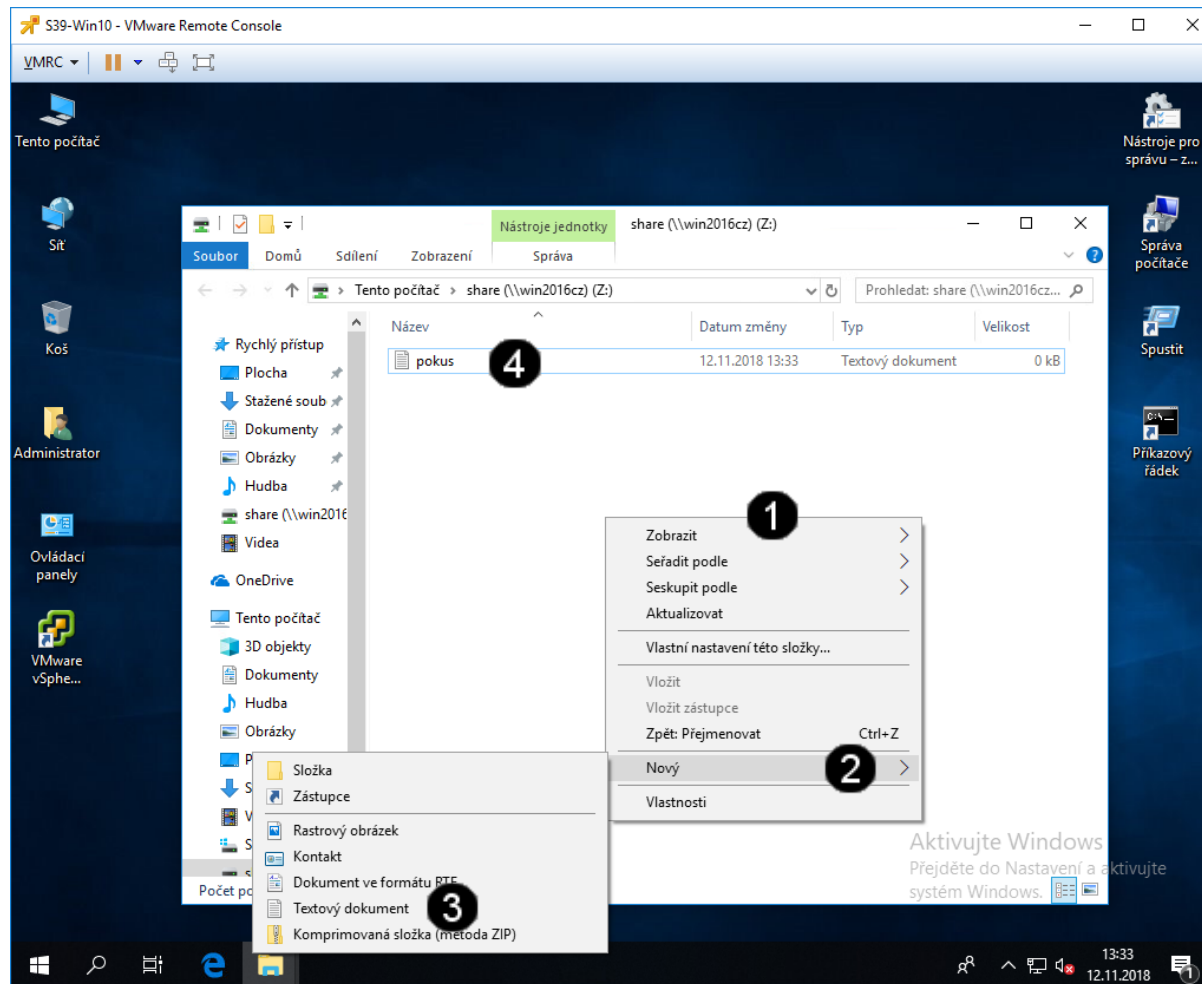 S39-Win10 - VMware Remote Console
VMRC
Tento počítač
Síť
Koš
Administrator
Ovládací
panely
VMware
vSphe...
Nástroje pro
správu – z...
Správa
počítače
Spustit
Příkazový
řádek
Nástroje jednotky
share (\\win2016cz) (Z:)
Soubor
Domů
Sdílení
Zobrazení
Správa
Tento počítač › share (\\win2016cz) (Z:)
Prohledat: share (\\win2016cz...
Název
Datum změny
Typ
Velikost
pokus
4
12.11.2018 13:33
Textový dokument
0 kB
Rychlý přístup
Plocha
Stažené soub
Dokumenty
Obrázky
Hudba
share (\\win2016
Videa
OneDrive
Tento počítač
3D objekty
Dokumenty
Hudba
Obrázky
P
S
V
S
Počet po
1
Zobrazit
Seřadit podle
Seskupit podle
Aktualizovat
Vlastní nastavení této složky...
Vložit
Vložit zástupce
Zpět: Přejmenovat Ctrl+Z
Nový
2
Vlastnosti
Složka
Zástupce
Rastrový obrázek
Kontakt
Dokument ve formátu RTF
Textový dokument
3
Komprimovaná složka (metoda ZIP)
Aktivujte Windows
Přejděte do Nastavení a aktivujte
systém Windows.
13:33
12.11.2018
1